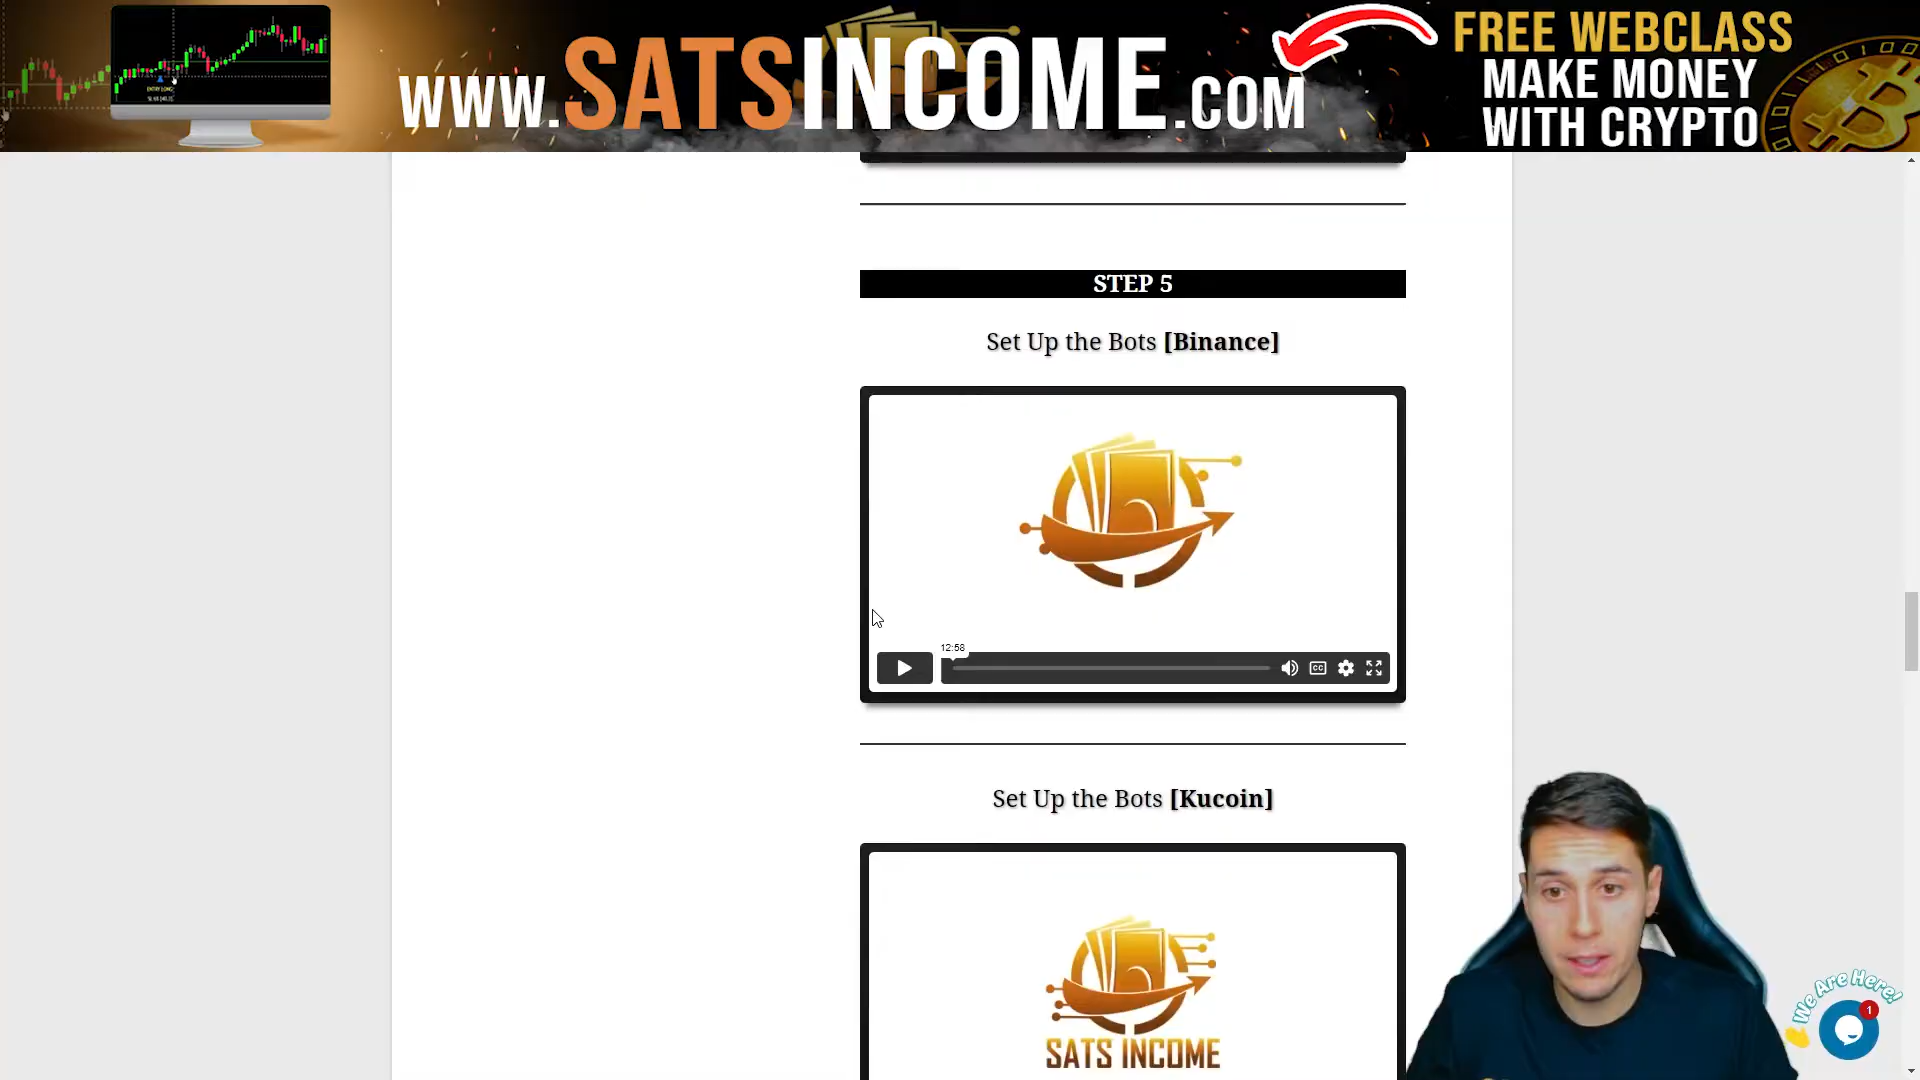 WWW.SATSINCOME.COM
FREE WEBCLASS
MAKE MONEY
WITH CRYPTO
STEP 5
Set Up the Bots [Binance]
12:58
CC
Set Up the Bots [Kucoin]
SATS INCOME
We Are Here!
1